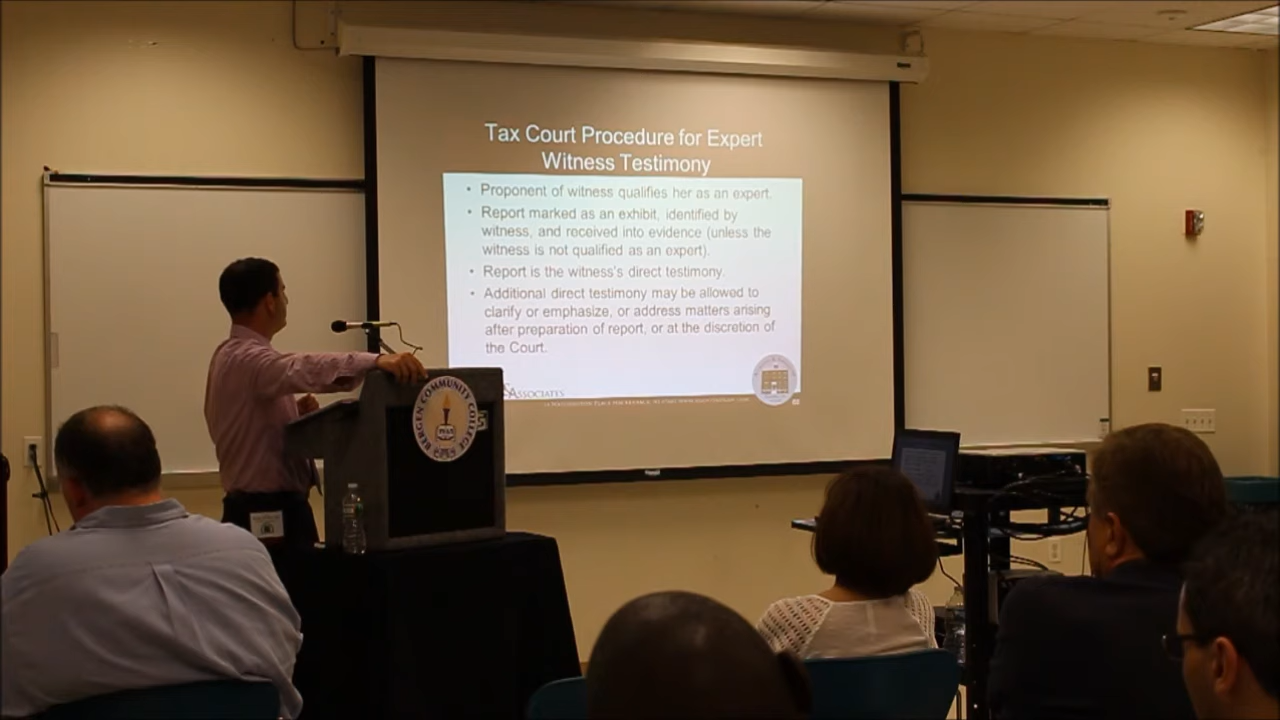 Tax Court Procedure for Expert
Witness Testimony
• Proponent of witness qualifies her as an expert.
• Report marked as an exhibit, identified by
witness, and received into evidence (unless the
witness is not qualified as an expert).
• Report is the witness's direct testimony.
• Additional direct testimony may be allowed to
clarify or emphasize, or address matters arising
after preparation of report, or at the discretion of
the Court.
& ASSOCIATES
BERGEN COMMUNITY COLLEGE